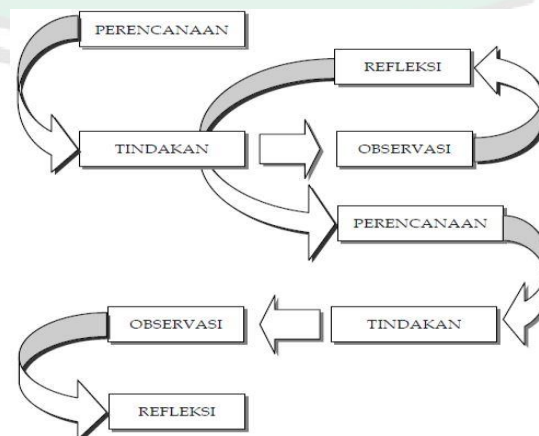 PERENCANAAN
REFLEKSI
TINDAKAN
OBSERVASI
PERENCANAAN
OBSERVASI
TINDAKAN
REFLEKSI